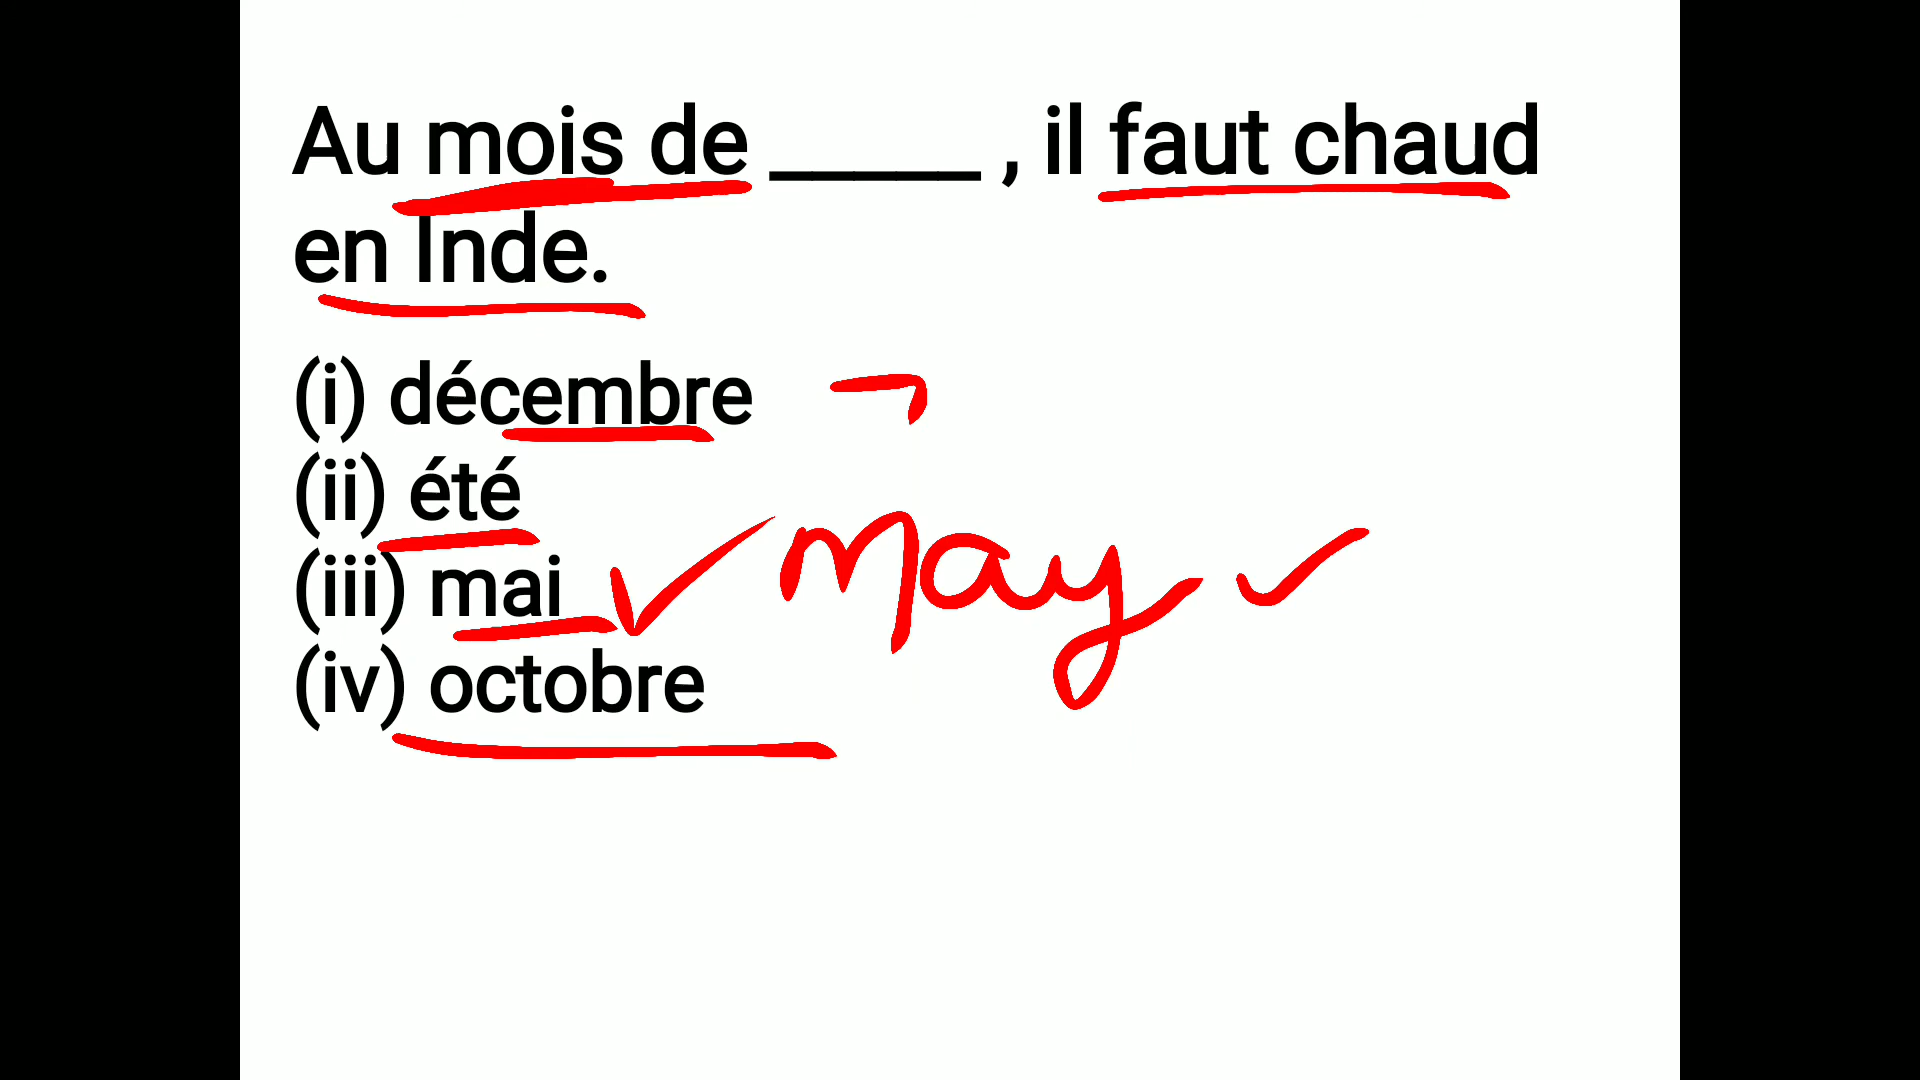 Au mois de _____ , il faut chaud
en Inde.
(i) décembre
(ii) été
(iii) mai May
(iv) octobre